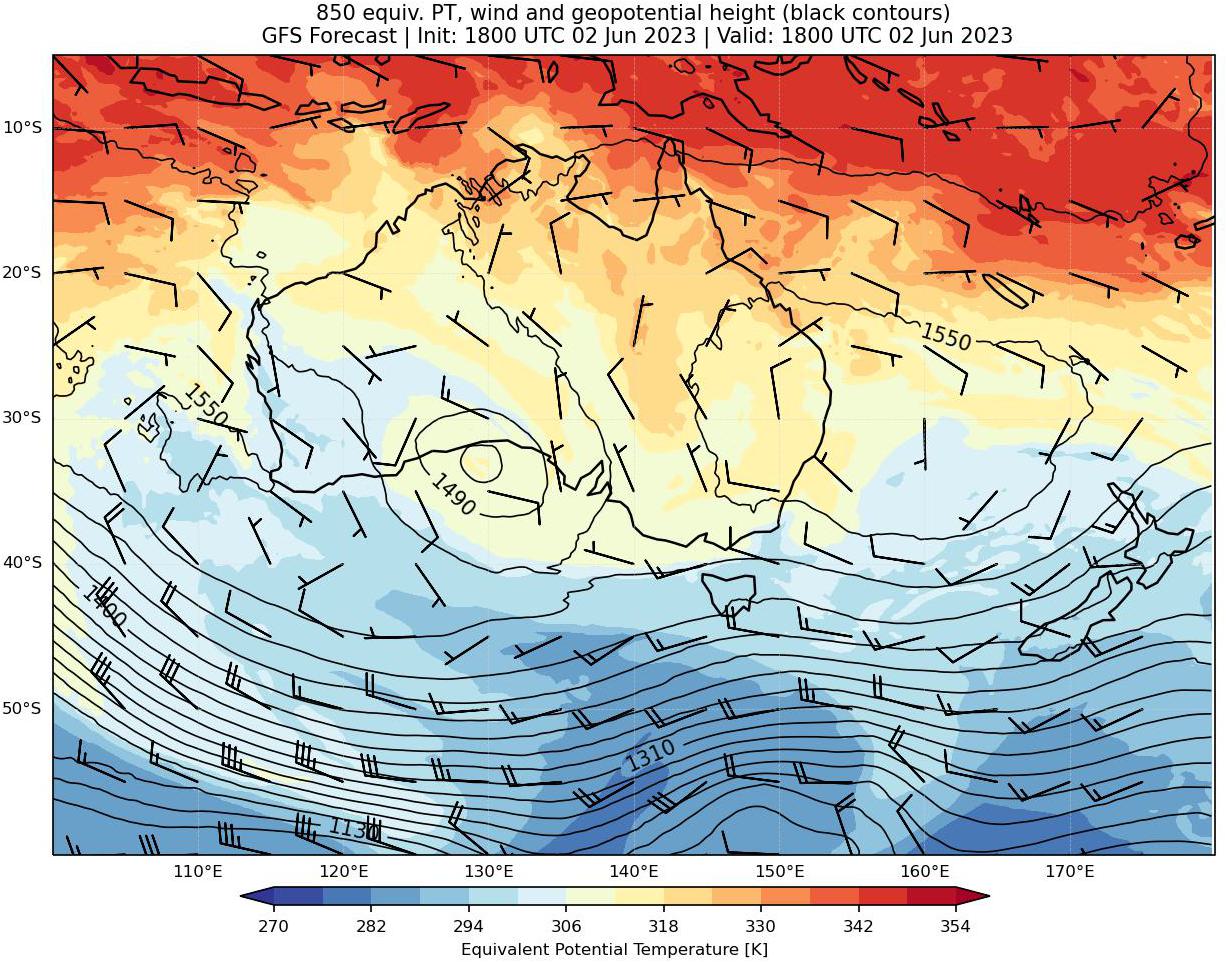 850 equiv. PT, wind and geopotential height (black contours)
GFS Forecast | Init: 1800 UTC 02 Jun 2023 | Valid: 1800 UTC 02 Jun 2023
10°S
20°S
1550
1550
30°S
1490
40°S
1400
50°S
1310
1130
110°E 120°E 130°E 140°E 150°E 160°E 170°E
270 282 294 306 318 330 342 354
Equivalent Potential Temperature [K]